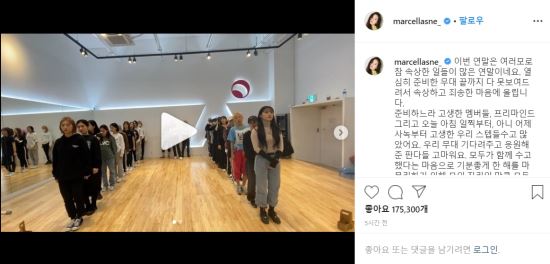 marcellasne_ • 팔로우
marcellasne_ 이번 연말은 여러모로
참 속상한 일들이 많은 연말이네요. 열
심히 준비한 무대 끝까지 다 못보여드
려서 속상하고 죄송한 마음에 올립니
다.
준비하느라 고생한 멤버들, 프리마인드
그리고 오늘 아침 일찍부터, 아니 어제
사녹부터 고생한 우리 스텝들수고 많
았어요. 우리 무대 기다려주고 응원해
준 판다들 고마워요. 모두가 함께 수고
했다는 마음으로 기분좋게 한 해를 마
좋아요 175,300개
5시간 전
좋아요 또는 댓글을 남기려면 로그인.